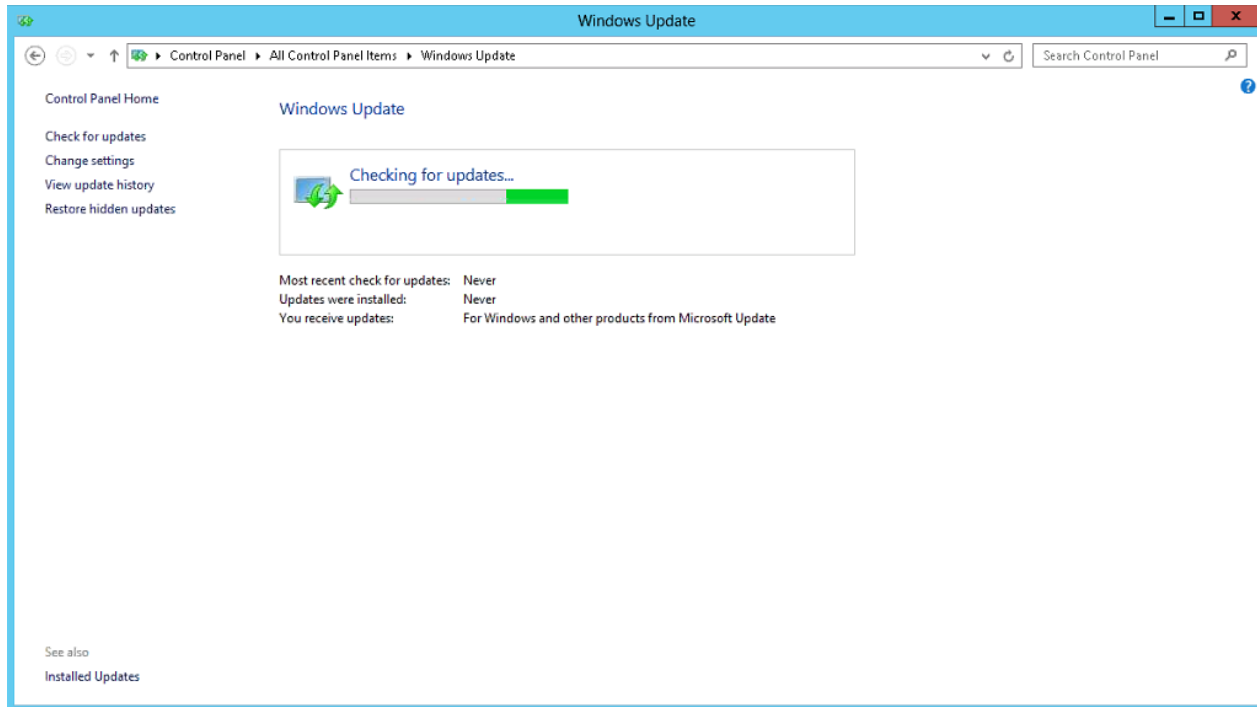 Windows Update
Control Panel ▸ All Control Panel Items ▸ Windows Update
Search Control Panel
Control Panel Home
Windows Update
Check for updates
Change settings
View update history
Restore hidden updates
Checking for updates...
Most recent check for updates: Never
Updates were installed: Never
You receive updates: For Windows and other products from Microsoft Update
See also
Installed Updates